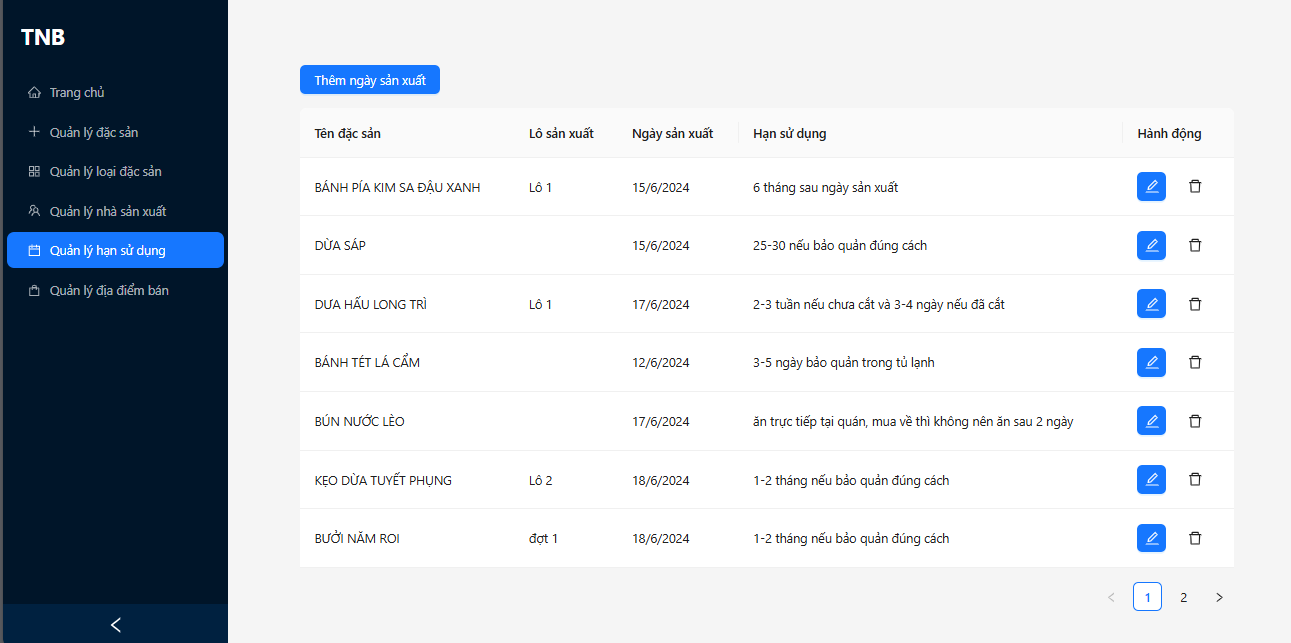 TNB
Trang chủ
Quản lý đặc sản
Quản lý loại đặc sản
Quản lý nhà sản xuất
Quản lý hạn sử dụng
Quản lý địa điểm bán
Thêm ngày sản xuất
Tên đặc sản Lô sản xuất Ngày sản xuất Hạn sử dụng Hành động
BÁNH PÍA KIM SA ĐẬU XANH Lô 1 15/6/2024 6 tháng sau ngày sản xuất
DỪA SÁP 15/6/2024 25-30 nếu bảo quản đúng cách
DƯA HẤU LONG TRÌ Lô 1 17/6/2024 2-3 tuần nếu chưa cắt và 3-4 ngày nếu đã cắt
BÁNH TÉT LÁ CẨM 12/6/2024 3-5 ngày bảo quản trong tủ lạnh
BÚN NƯỚC LÈO 17/6/2024 ăn trực tiếp tại quán, mua về thì không nên ăn sau 2 ngày
KẸO DỪA TUYẾT PHỤNG Lô 2 18/6/2024 1-2 tháng nếu bảo quản đúng cách
BƯỞI NĂM ROI đợt 1 18/6/2024 1-2 tháng nếu bảo quản đúng cách
1 2